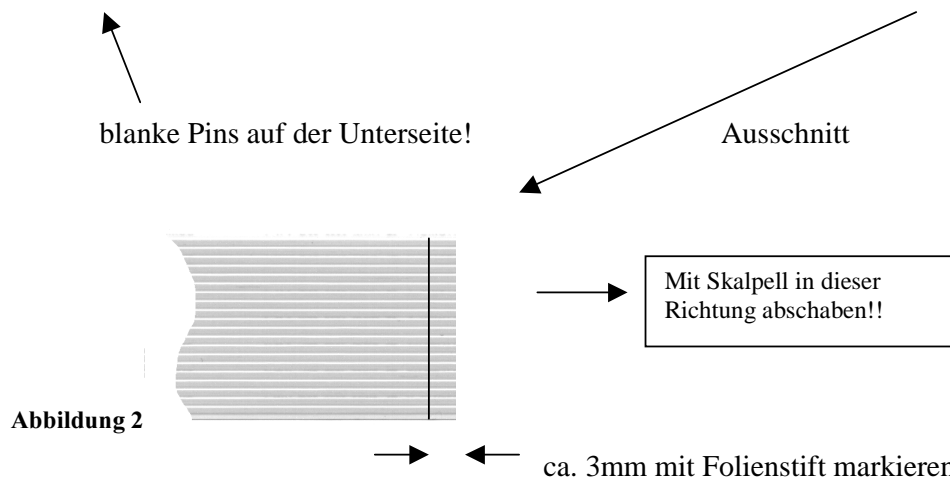 blanke Pins auf der Unterseite!
Ausschnitt
Mit Skalpell in dieser
Richtung abschaben!!
Abbildung 2
ca. 3mm mit Folienstift markieren